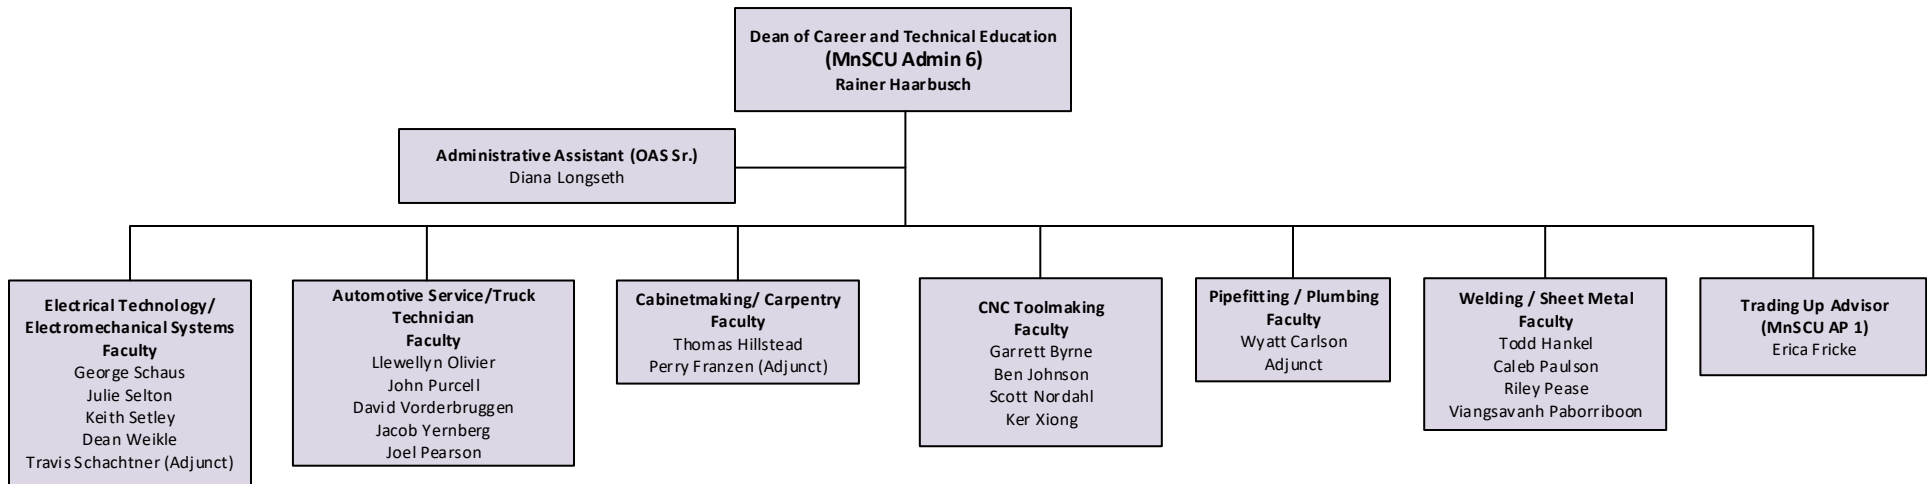 Dean of Career and Technical Education
(MnSCU Admin 6)
Rainer Haarbusch
Administrative Assistant (OAS Sr.)
Diana Longseth
Electrical Technology/
Electromechanical Systems
Faculty
George Schaus
Julie Selton
Keith Setley
Dean Weikle
Travis Schachtner (Adjunct)
Automotive Service/Truck
Technician
Faculty
Llewellyn Olivier
John Purcell
David Vorderbruggen
Jacob Yernberg
Joel Pearson
Cabinetmaking/ Carpentry
Faculty
Thomas Hillstead
Perry Franzen (Adjunct)
CNC Toolmaking
Faculty
Garrett Byrne
Ben Johnson
Scott Nordahl
Ker Xiong
Pipefitting / Plumbing
Faculty
Wyatt Carlson
Adjunct
Welding / Sheet Metal
Faculty
Todd Hankel
Caleb Paulson
Riley Pease
Viangsavanh Paborriboon
Trading Up Advisor
(MnSCU AP 1)
Erica Fricke